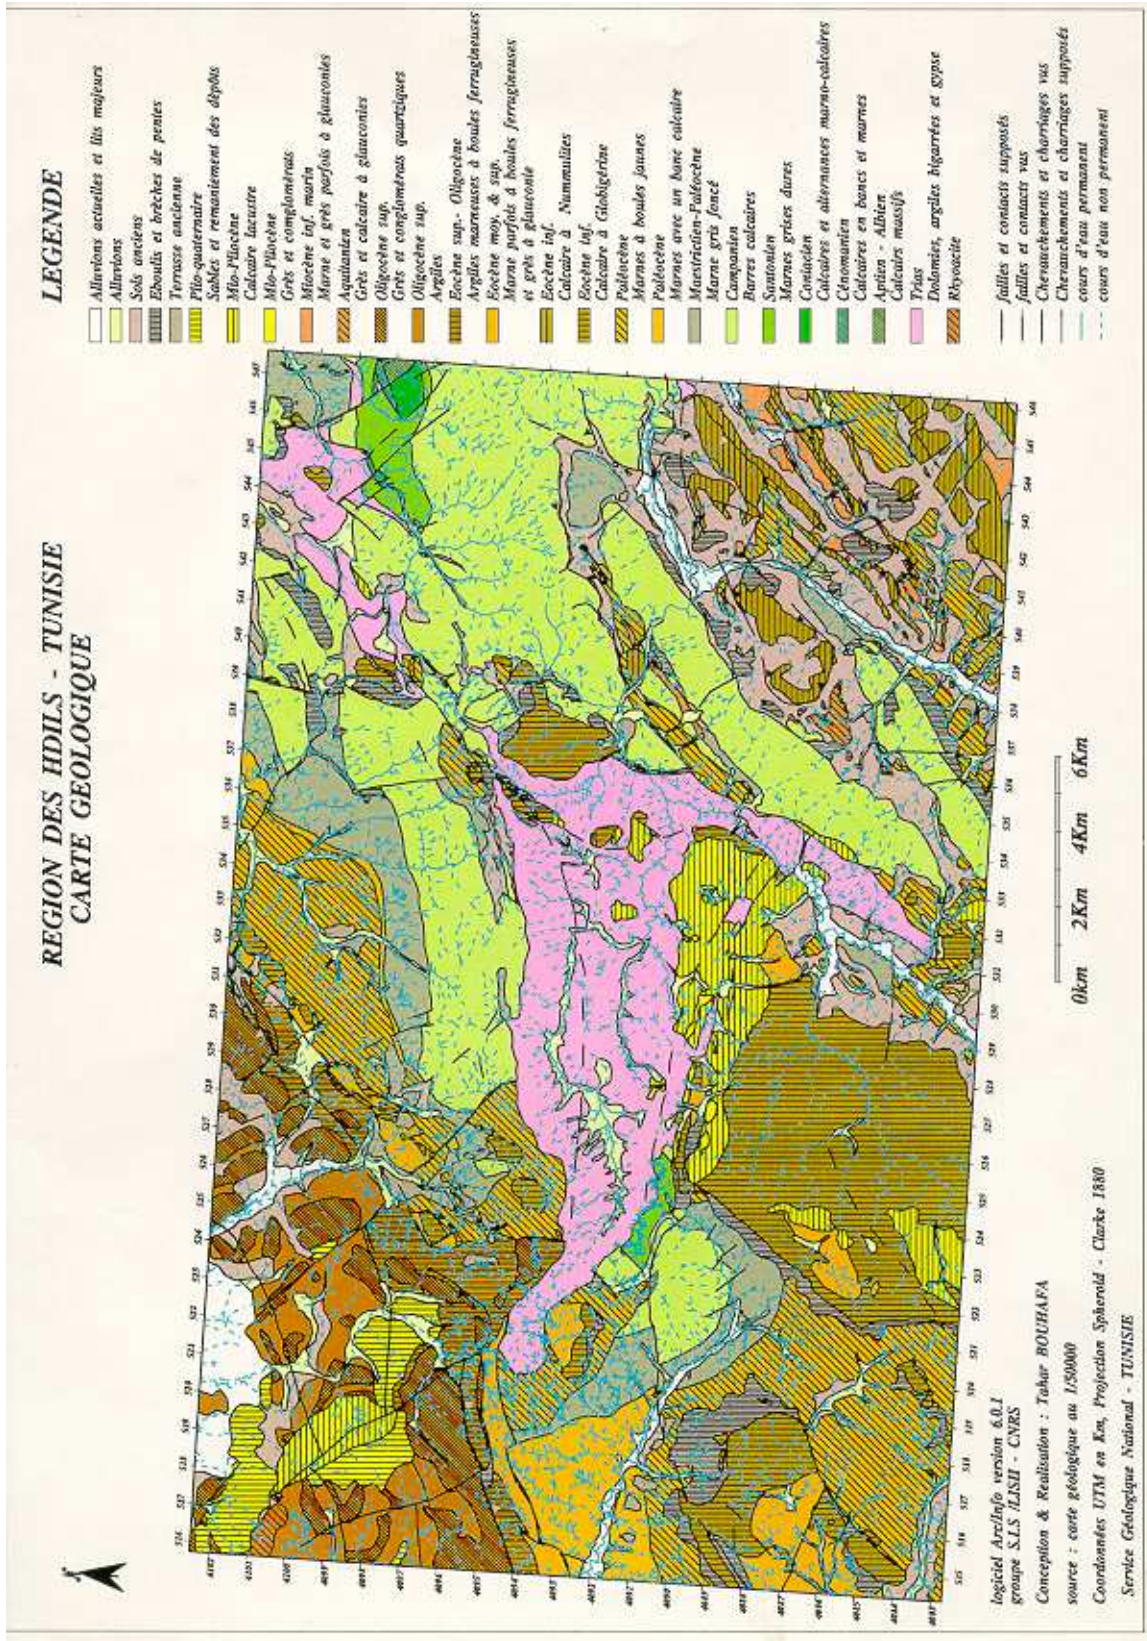 REGION DES HDILS - TUNISIE
CARTE GEOLOGIQUE
LEGENDE
Alluvions actuelles et lits majeurs
Alluvions
Sols anciens
Eboulis et brèches de pentes
Terrasse ancienne
Plio-quaternaire
Sables et remaniement des dépôts
Mio-Pliocène
Calcaire lacustre
Mio-Pliocène
Grès et comglomérats
Miocène inf. marin
Marne et grès parfois à glauconies
Aquitanien
Grès et calcaire à glauconies
Oligocène sup.
Grès et conglomérats quartziques
Oligocène sup.
Argiles
Eocène sup.- Oligocène
Argiles marneuses à boules ferrugineuses
Eocène moy. & sup.
Marne parfois à boules ferrugineuses
et grès à glauconie
Eocène inf.
Calcaire à Nummulites
Eocène inf.
Calcaire à Globigérine
Paléocène
Marnes à boules jaunes
Paléocène
Marnes avec un banc calcaire
Maestrictien-Paléocène
Marne gris foncé
Campanien
Barres calcaires
Santonien
Marnes grises dures
Coniacien
Calcaires et alternances marno-calcaires
Cénomanien
Calcaires en bancs et marnes
Aptien - Albien
Calcairs massifs
Trias
Dolomies, argiles bigarrées et gypse
Rhyoacite
failles et contacts supposés
failles et contacts vus
Chevauchements et charriages vus
Chevauchements et charriages supposés
cours d'eau permanent
cours d'eau non permanent
0km 2Km 4Km 6Km
logiciel Arc/Info version 6.0.1
groupe S.I.S /LISH - CNRS
Conception & Realisation : Tahar BOUHAFA
source : carte géologique au 1/50000
Coordonnées UTM en Km, Projection Spheroïd - Clarke 1880
Service Géologique National - TUNISIE